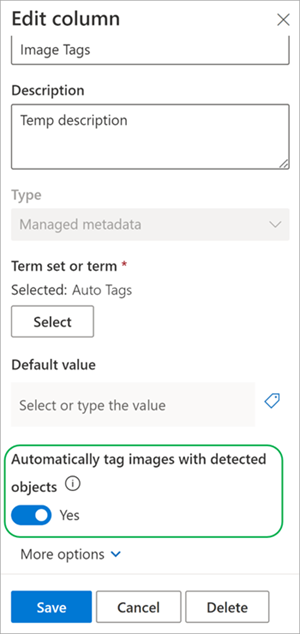 Edit column
Image Tags
Description
Temp description
Type
Managed metadata
Term set or term *
Selected: Auto Tags
Select
Default value
Select or type the value
Automatically tag images with detected
objects
Yes
More options
Save Cancel Delete